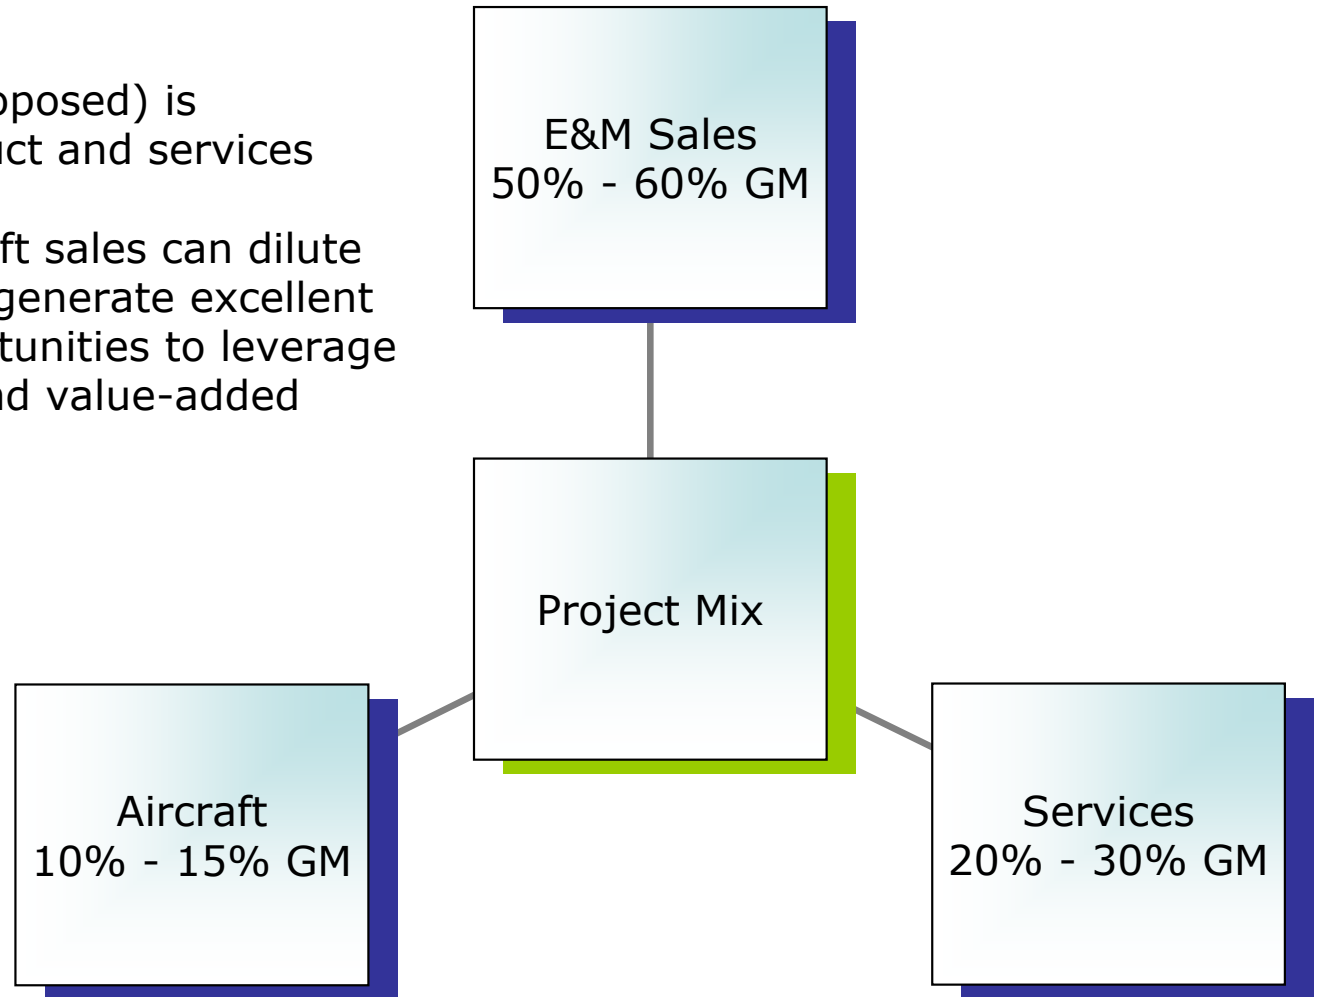 oposed) is
uct and services
ft sales can dilute
generate excellent
tunities to leverage
nd value-added
E&M Sales
50% - 60% GM
Project Mix
Aircraft
10% - 15% GM
Services
20% - 30% GM